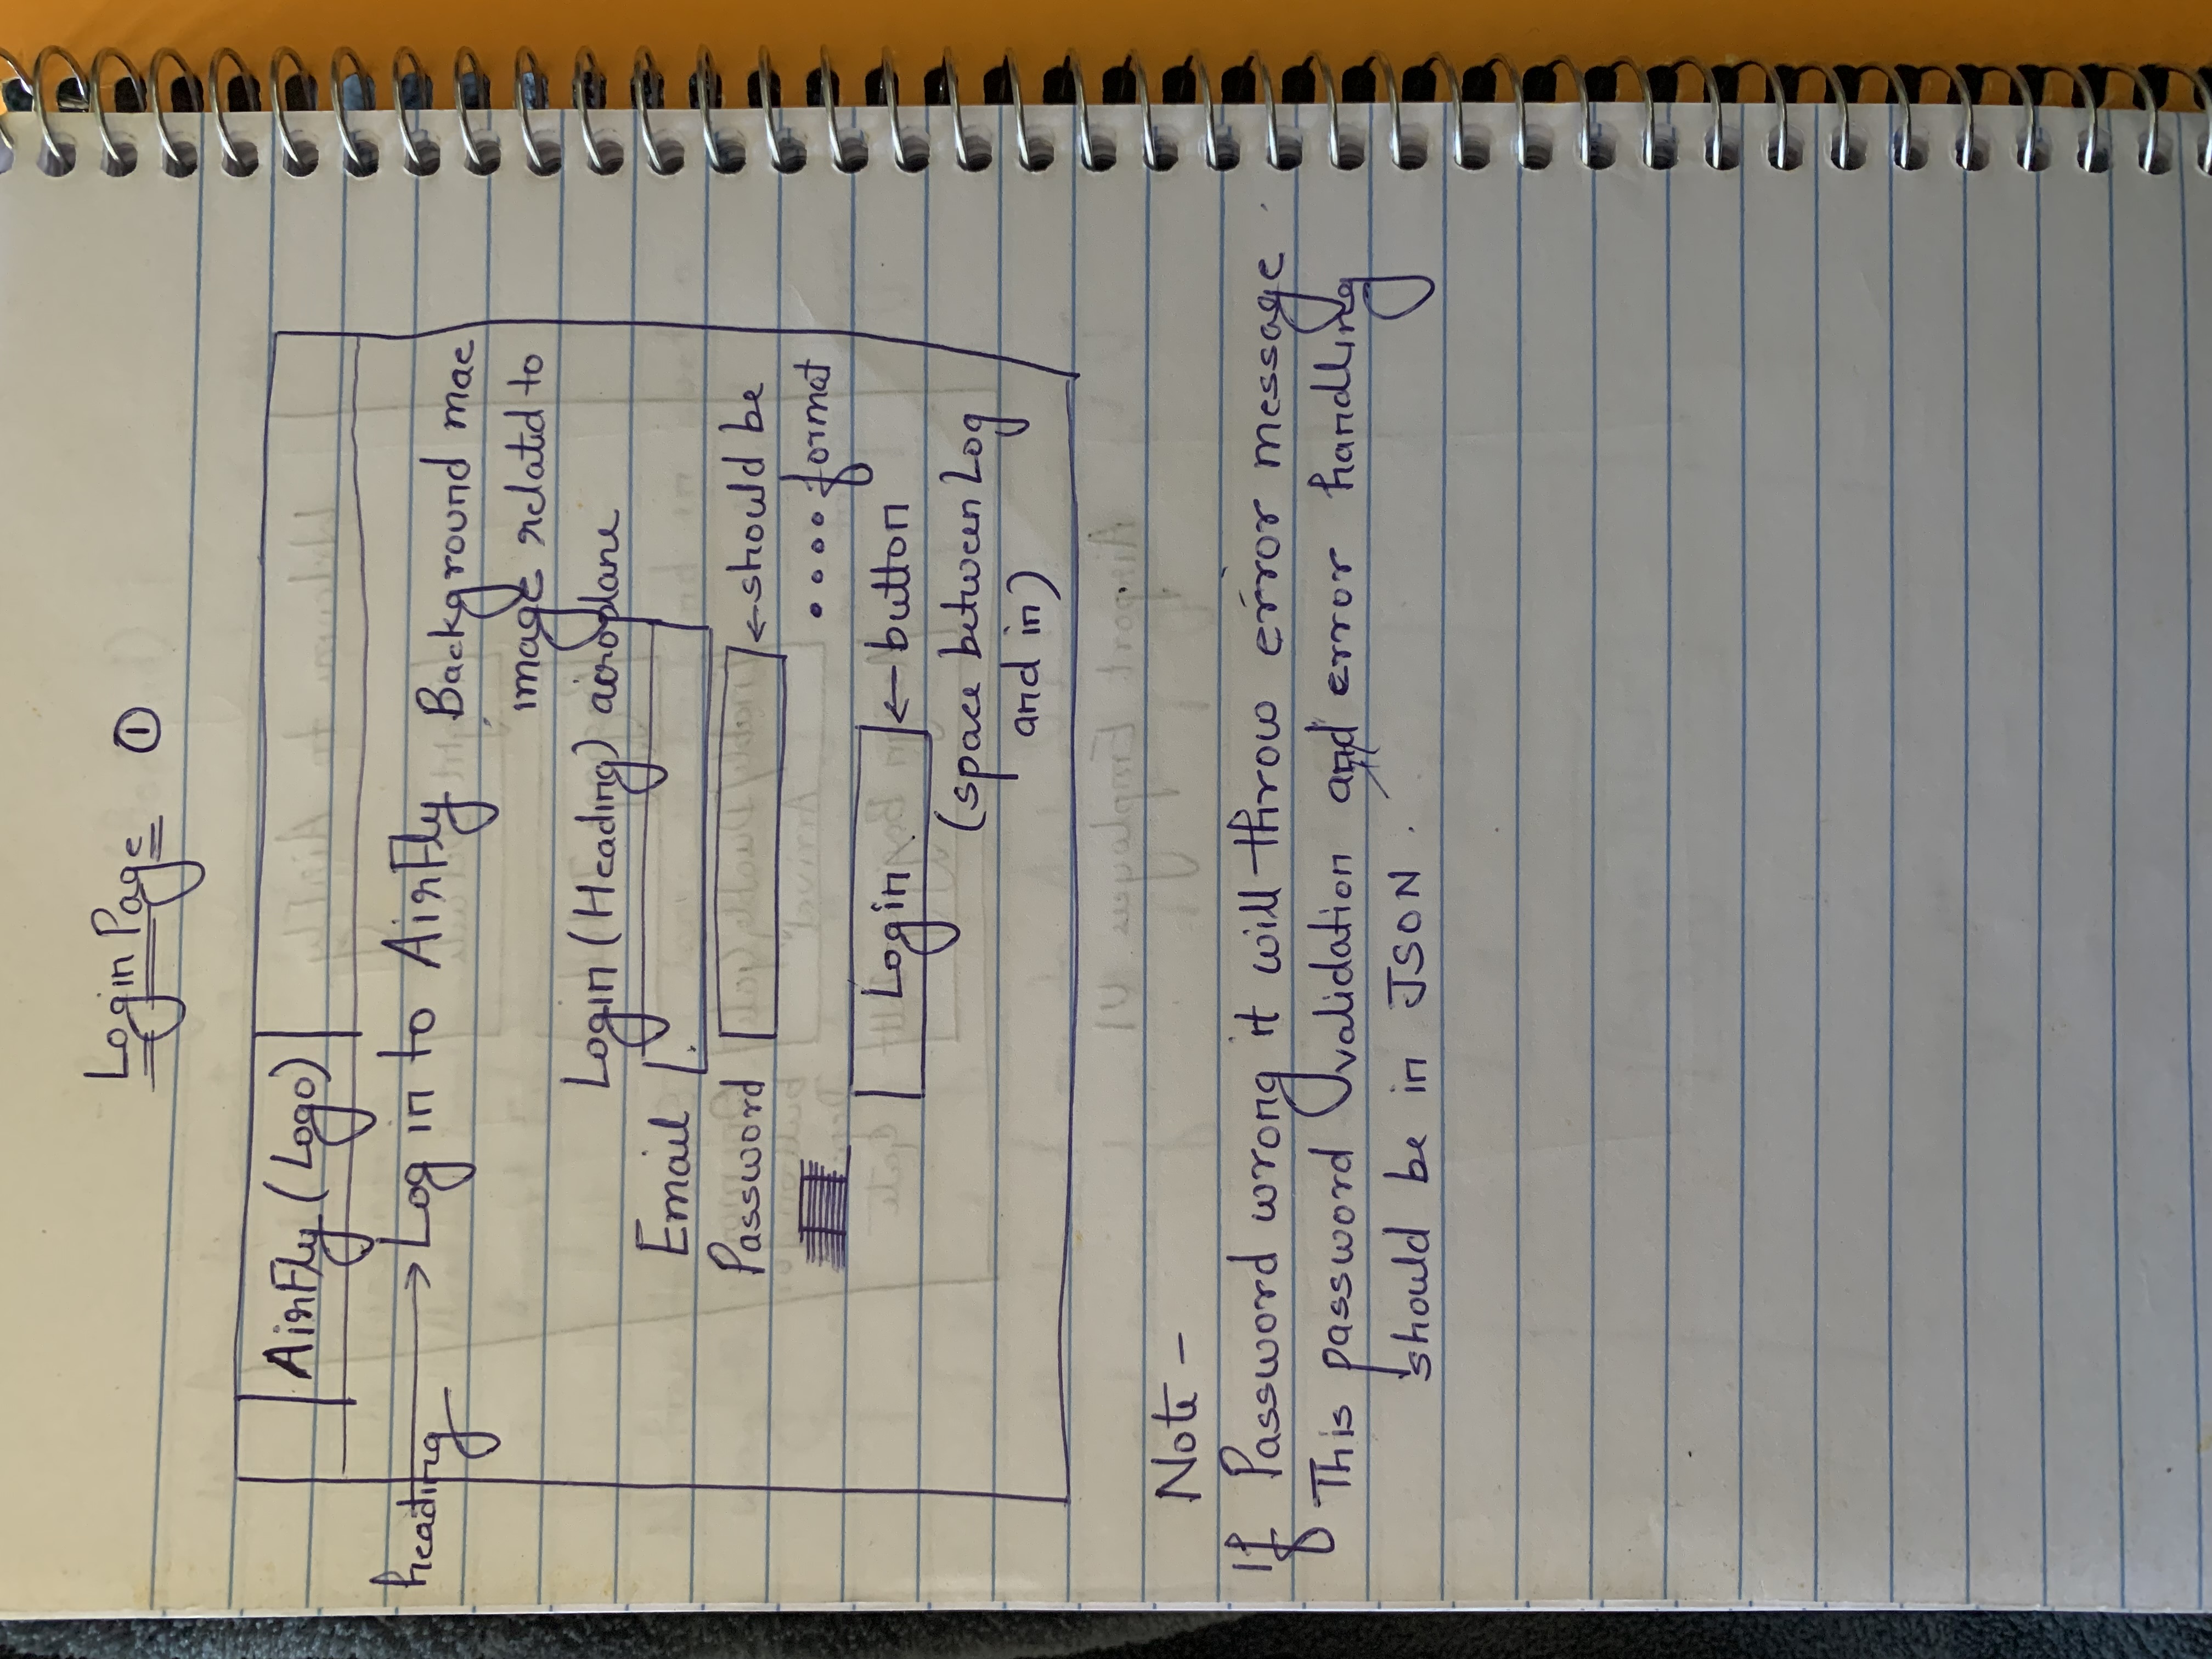 Login Page ①
AirFly (Logo)
heading → Log in to AirFly
Background mac
image related to
aeroplane
Login (Heading)
Email
Password ← should be
.... format
Login ← button
(space between Log
and in)
Note -
If Password wrong it will throw error message
This password validation and error handling
should be in JSON.